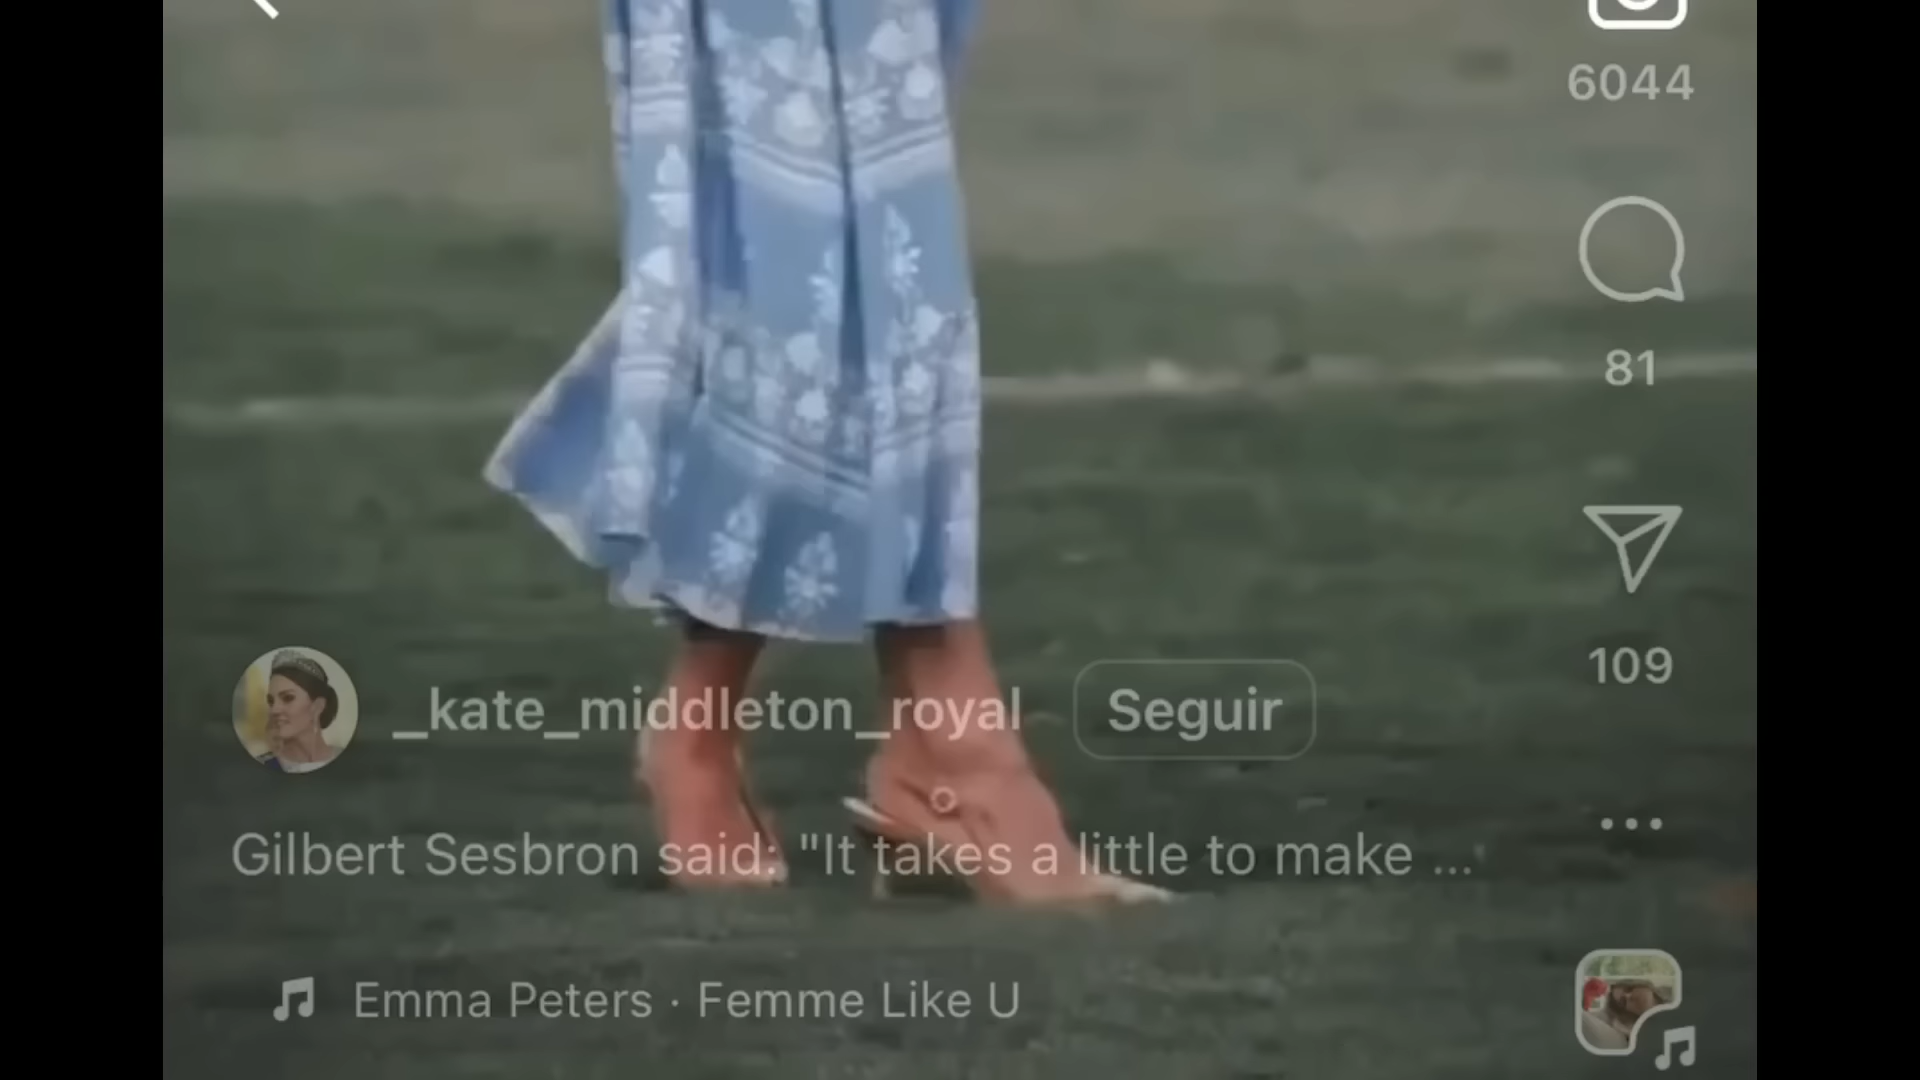 6044
81
109
_kate_middleton_royal Seguir
Gilbert Sesbron said: "It takes a little to make ...
Emma Peters · Femme Like U